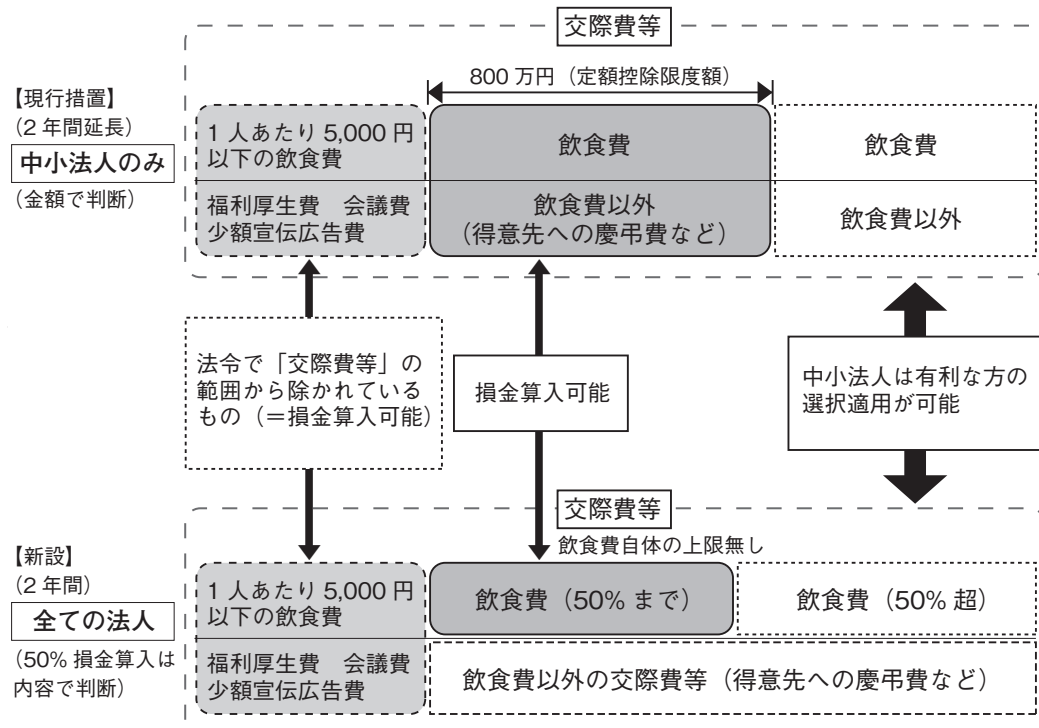 交際費等
800 万円（定額控除限度額）
【現行措置】
（2 年間延長）
中小法人のみ
（金額で判断）
1 人あたり 5,000 円
以下の飲食費
福利厚生費　会議費
少額宣伝広告費
飲食費
飲食費以外
（得意先への慶弔費など）
飲食費
飲食費以外
法令で「交際費等」の
範囲から除かれている
もの（＝損金算入可能）
損金算入可能
中小法人は有利な方の
選択適用が可能
交際費等
飲食費自体の上限無し
【新設】
（2 年間）
全ての法人
（50% 損金算入は
内容で判断）
1 人あたり 5,000 円
以下の飲食費
福利厚生費　会議費
少額宣伝広告費
飲食費（50% まで）
飲食費（50% 超）
飲食費以外の交際費等（得意先への慶弔費など）